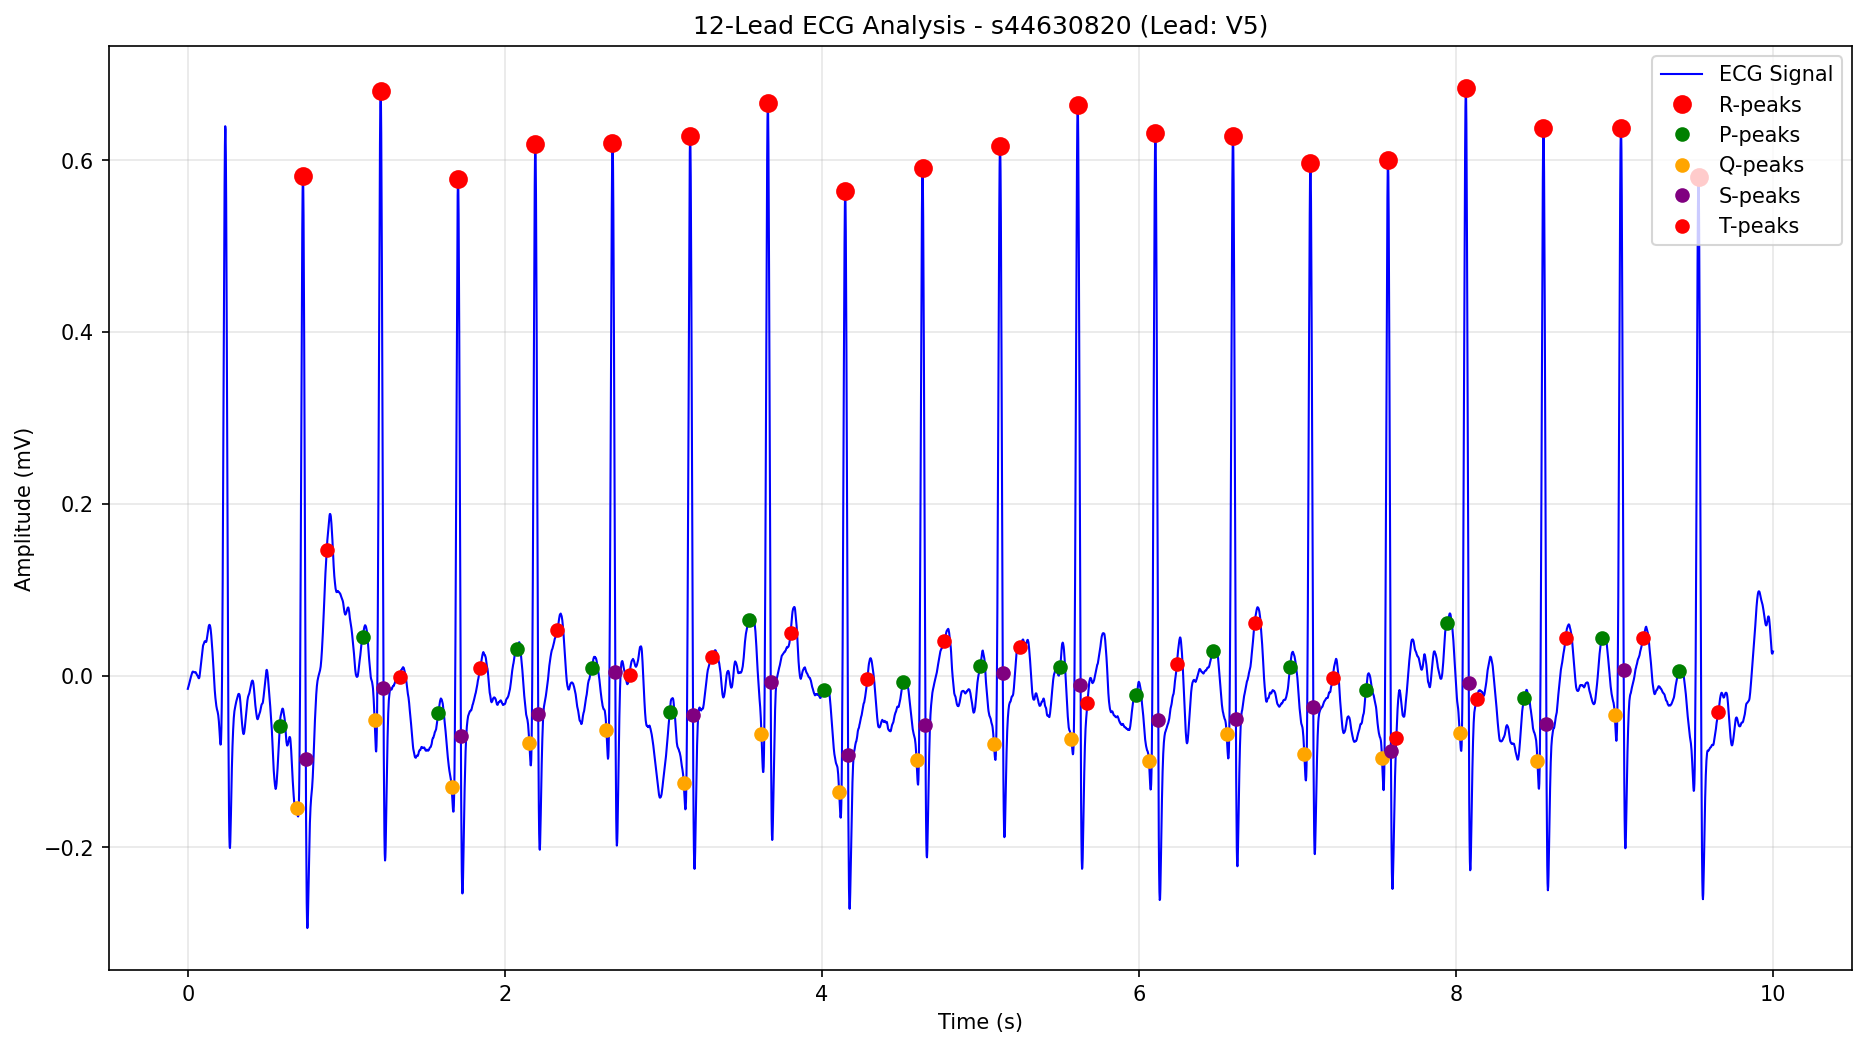 12-Lead ECG Analysis - s44630820 (Lead: V5)
ECG Signal
R-peaks
P-peaks
Q-peaks
S-peaks
T-peaks
Amplitude (mV)
0.6
0.4
0.2
0.0
−0.2
0 2 4 6 8 10
Time (s)